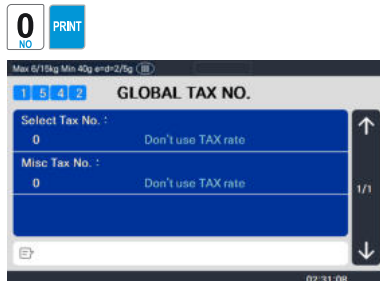 0 NO PRINT
Max 6/15kg Min 40g e=d=2/5g (III)
1 5 4 2 GLOBAL TAX NO.
Select Tax No. :
0 Don't use TAX rate
Misc Tax No. :
0 Don't use TAX rate
1/1
02:31:08